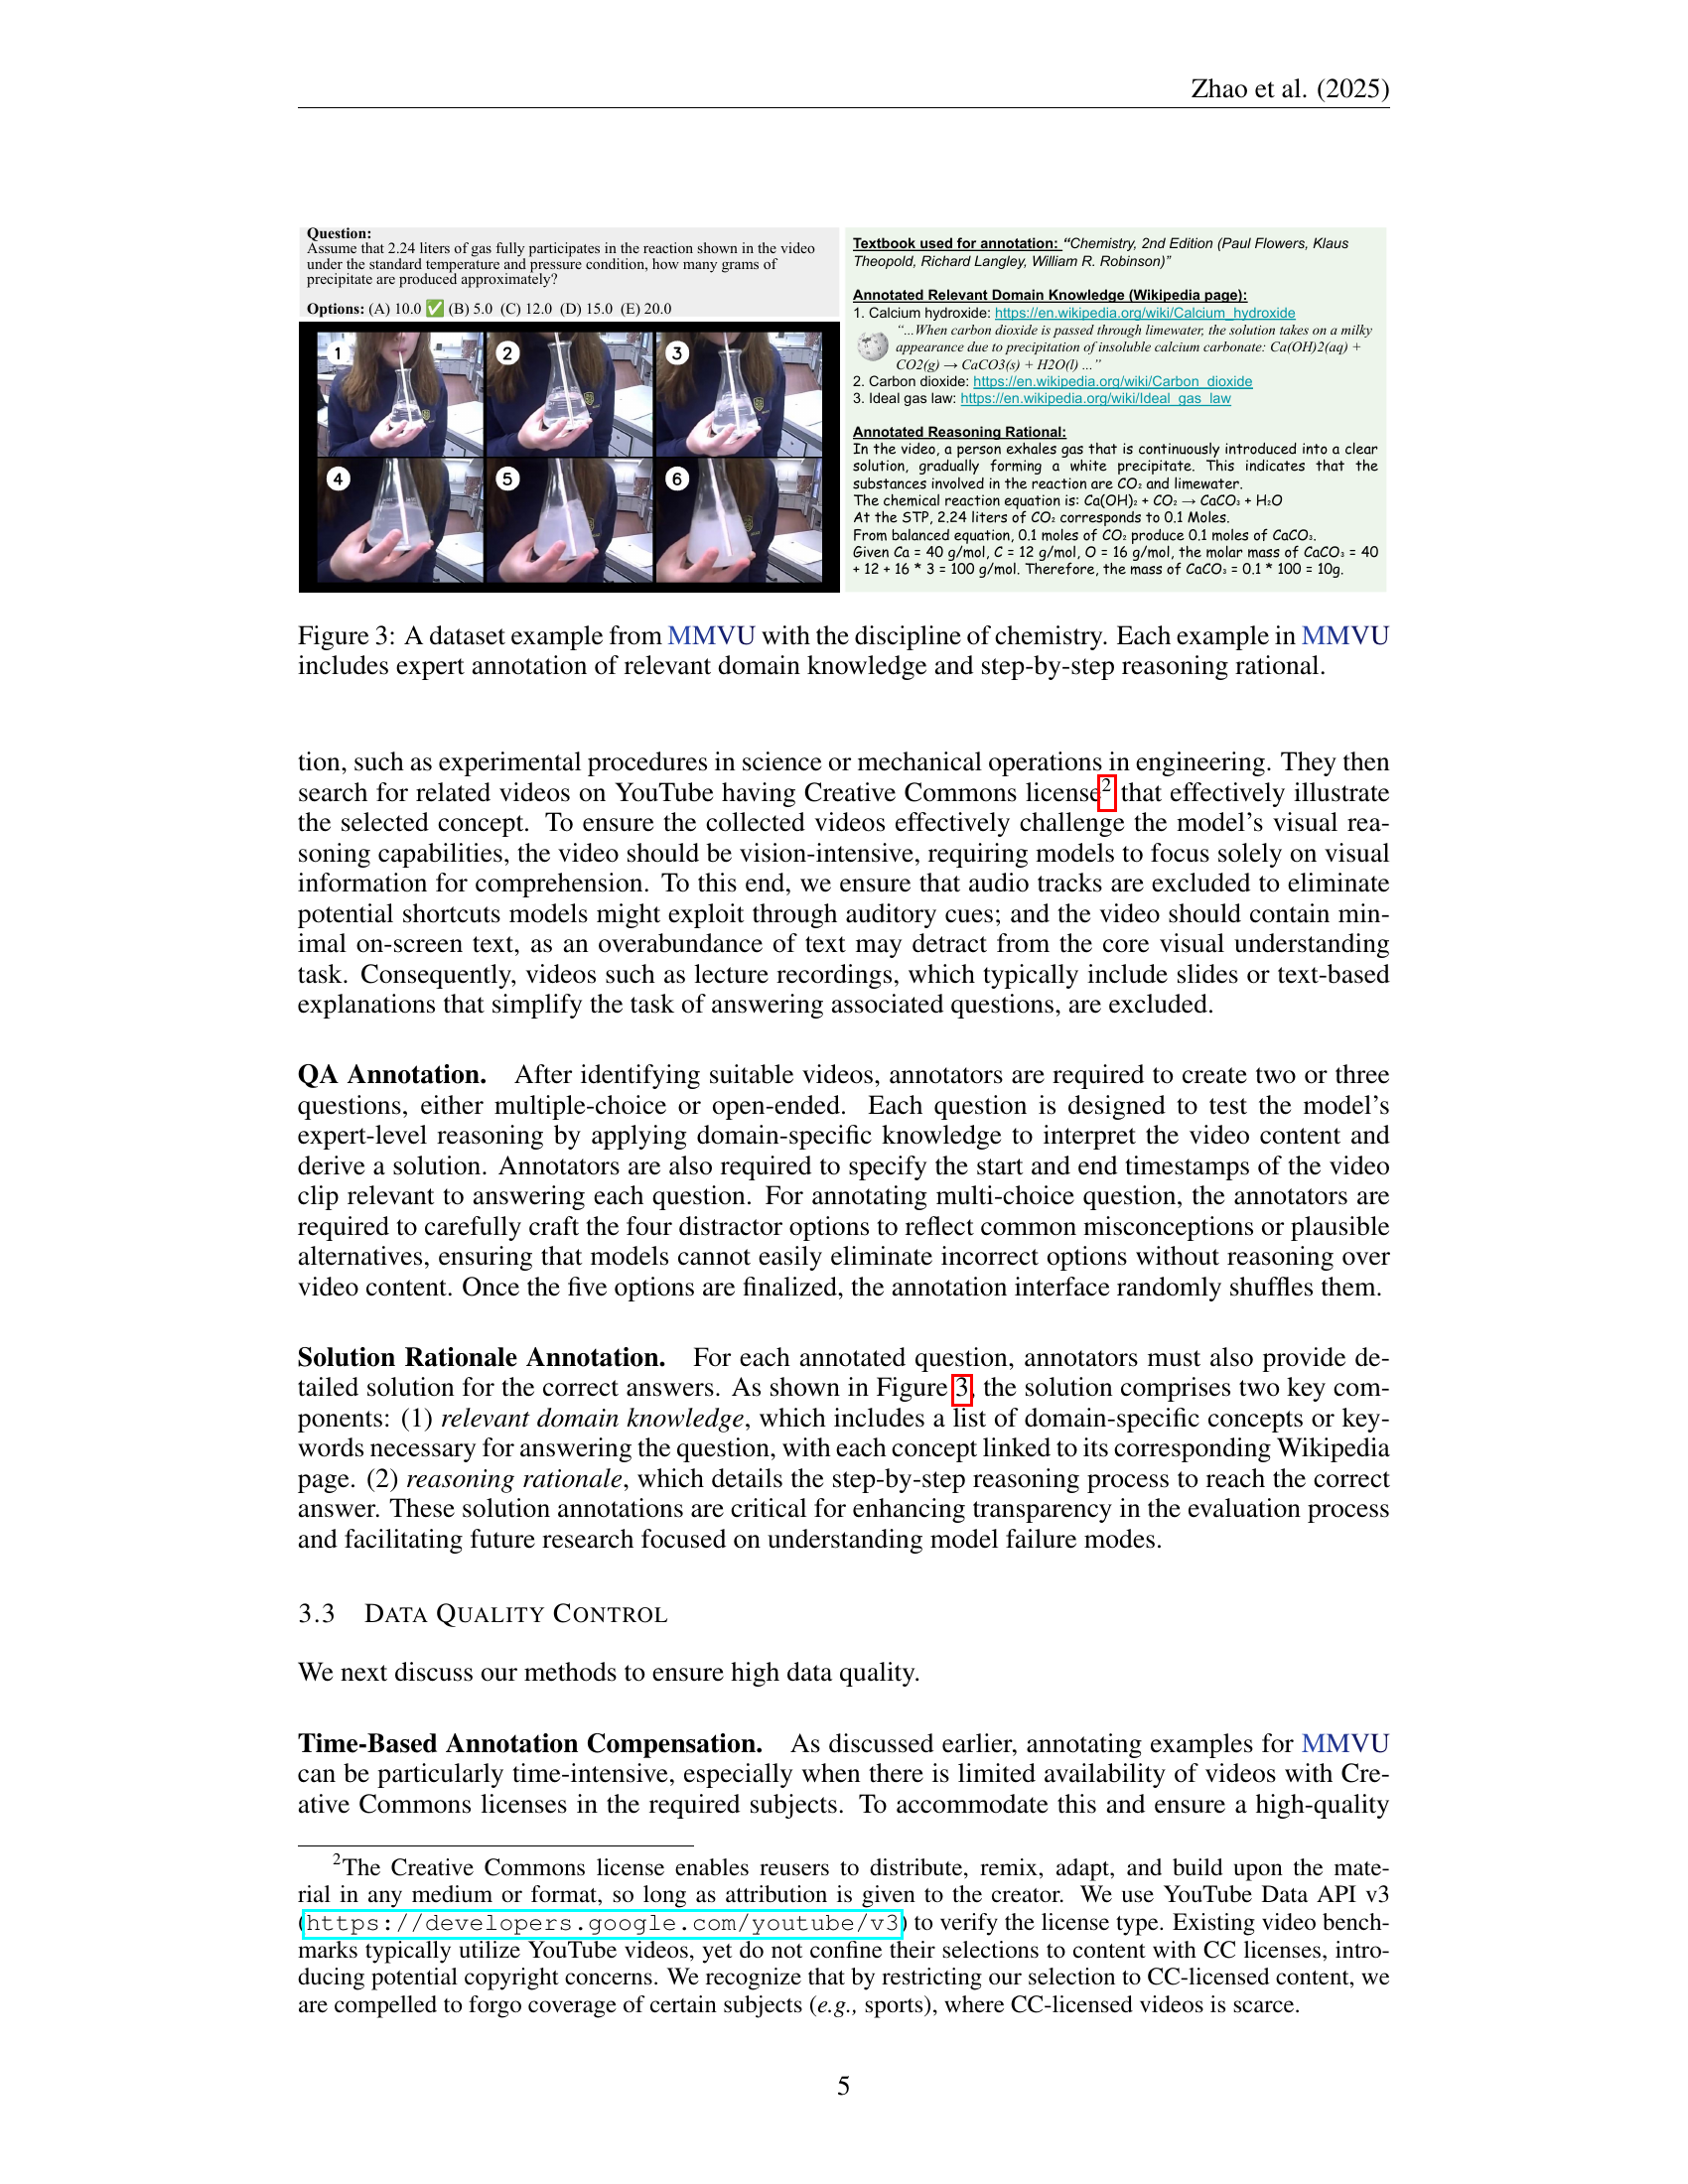 Zhao et al. (2025)
Question:
Assume that 2.24 liters of gas fully participates in the reaction shown in the video
under the standard temperature and pressure condition, how many grams of
precipitate are produced approximately?
Options: (A) 10.0 ✅ (B) 5.0 (C) 12.0 (D) 15.0 (E) 20.0
1
2
3
4
5
6
Textbook used for annotation: “Chemistry, 2nd Edition (Paul Flowers, Klaus
Theopold, Richard Langley, William R. Robinson)”
Annotated Relevant Domain Knowledge (Wikipedia page):
1. Calcium hydroxide: https://en.wikipedia.org/wiki/Calcium_hydroxide
“...When carbon dioxide is passed through limewater, the solution takes on a milky
appearance due to precipitation of insoluble calcium carbonate: Ca(OH)2(aq) +
CO2(g) → CaCO3(s) + H2O(l) ...”
2. Carbon dioxide: https://en.wikipedia.org/wiki/Carbon_dioxide
3. Ideal gas law: https://en.wikipedia.org/wiki/Ideal_gas_law
Annotated Reasoning Rational:
In the video, a person exhales gas that is continuously introduced into a clear
solution, gradually forming a white precipitate. This indicates that the
substances involved in the reaction are CO₂ and limewater.
The chemical reaction equation is: Ca(OH)₂ + CO₂ → CaCO₃ + H₂O
At the STP, 2.24 liters of CO₂ corresponds to 0.1 Moles.
From balanced equation, 0.1 moles of CO₂ produce 0.1 moles of CaCO₃.
Given Ca = 40 g/mol, C = 12 g/mol, O = 16 g/mol, the molar mass of CaCO₃ = 40
+ 12 + 16 * 3 = 100 g/mol. Therefore, the mass of CaCO₃ = 0.1 * 100 = 10g.
Figure 3: A dataset example from MMVU with the discipline of chemistry. Each example in MMVU
includes expert annotation of relevant domain knowledge and step-by-step reasoning rational.
tion, such as experimental procedures in science or mechanical operations in engineering. They then
search for related videos on YouTube having Creative Commons license2 that effectively illustrate
the selected concept. To ensure the collected videos effectively challenge the model's visual rea-
soning capabilities, the video should be vision-intensive, requiring models to focus solely on visual
information for comprehension. To this end, we ensure that audio tracks are excluded to eliminate
potential shortcuts models might exploit through auditory cues; and the video should contain min-
imal on-screen text, as an overabundance of text may detract from the core visual understanding
task. Consequently, videos such as lecture recordings, which typically include slides or text-based
explanations that simplify the task of answering associated questions, are excluded.
QA Annotation. After identifying suitable videos, annotators are required to create two or three
questions, either multiple-choice or open-ended. Each question is designed to test the model's
expert-level reasoning by applying domain-specific knowledge to interpret the video content and
derive a solution. Annotators are also required to specify the start and end timestamps of the video
clip relevant to answering each question. For annotating multi-choice question, the annotators are
required to carefully craft the four distractor options to reflect common misconceptions or plausible
alternatives, ensuring that models cannot easily eliminate incorrect options without reasoning over
video content. Once the five options are finalized, the annotation interface randomly shuffles them.
Solution Rationale Annotation. For each annotated question, annotators must also provide de-
tailed solution for the correct answers. As shown in Figure 3, the solution comprises two key com-
ponents: (1) relevant domain knowledge, which includes a list of domain-specific concepts or key-
words necessary for answering the question, with each concept linked to its corresponding Wikipedia
page. (2) reasoning rationale, which details the step-by-step reasoning process to reach the correct
answer. These solution annotations are critical for enhancing transparency in the evaluation process
and facilitating future research focused on understanding model failure modes.
3.3 DATA QUALITY CONTROL
We next discuss our methods to ensure high data quality.
Time-Based Annotation Compensation. As discussed earlier, annotating examples for MMVU
can be particularly time-intensive, especially when there is limited availability of videos with Cre-
ative Commons licenses in the required subjects. To accommodate this and ensure a high-quality
2The Creative Commons license enables reusers to distribute, remix, adapt, and build upon the mate-
rial in any medium or format, so long as attribution is given to the creator. We use YouTube Data API v3
(https://developers.google.com/youtube/v3) to verify the license type. Existing video bench-
marks typically utilize YouTube videos, yet do not confine their selections to content with CC licenses, intro-
ducing potential copyright concerns. We recognize that by restricting our selection to CC-licensed content, we
are compelled to forgo coverage of certain subjects (e.g., sports), where CC-licensed videos is scarce.
5